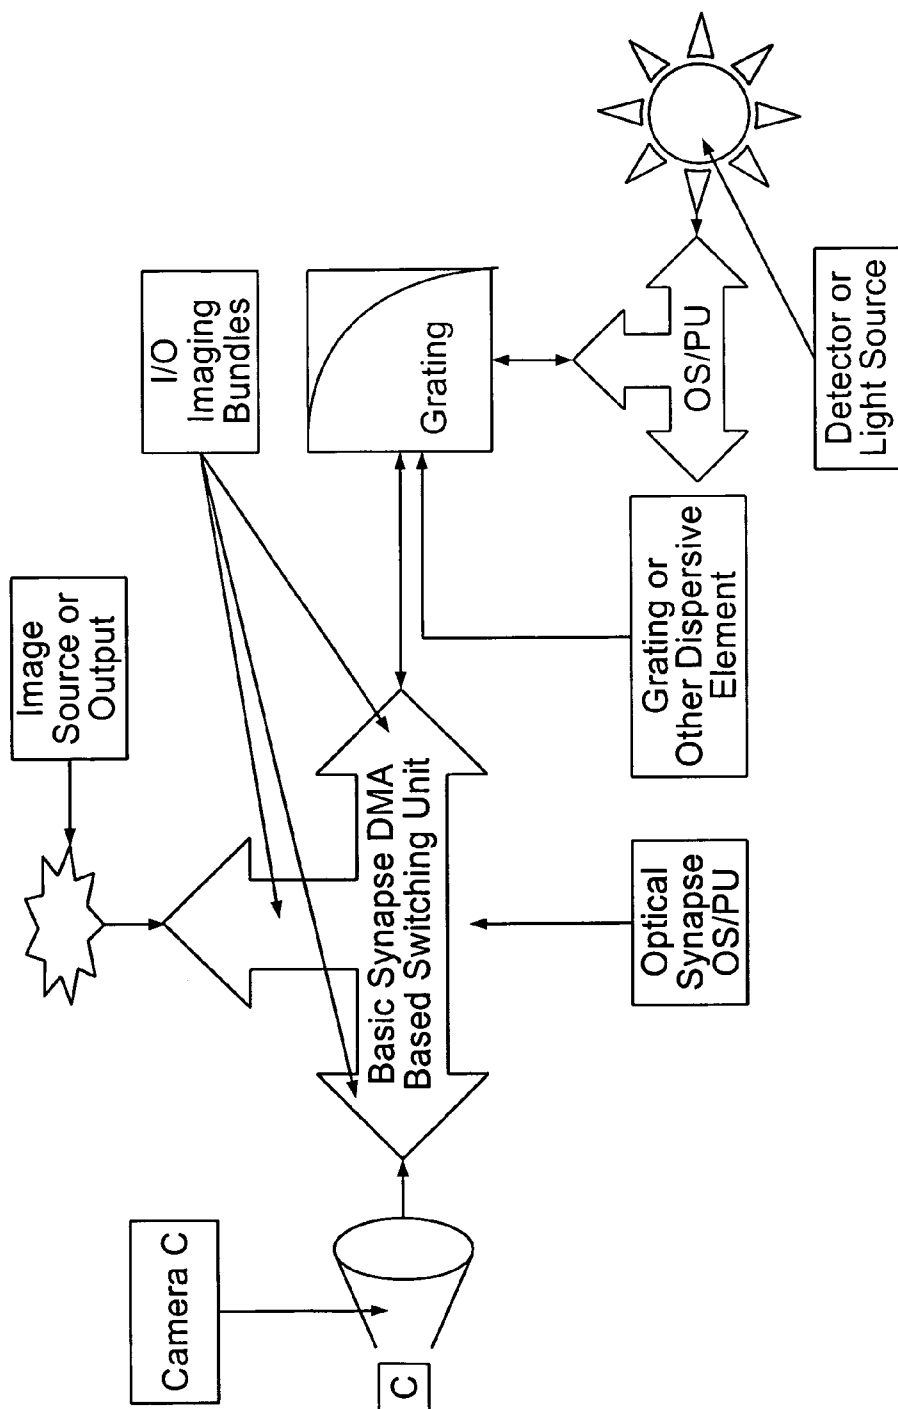 Image
Source or
Output
I/O
Imaging
Bundles
Camera C
C
Basic Synapse DMA
Based Switching Unit
Grating
OS/PU
Optical
Synapse
OS/PU
Grating or
Other Dispersive
Element
Detector or
Light Source